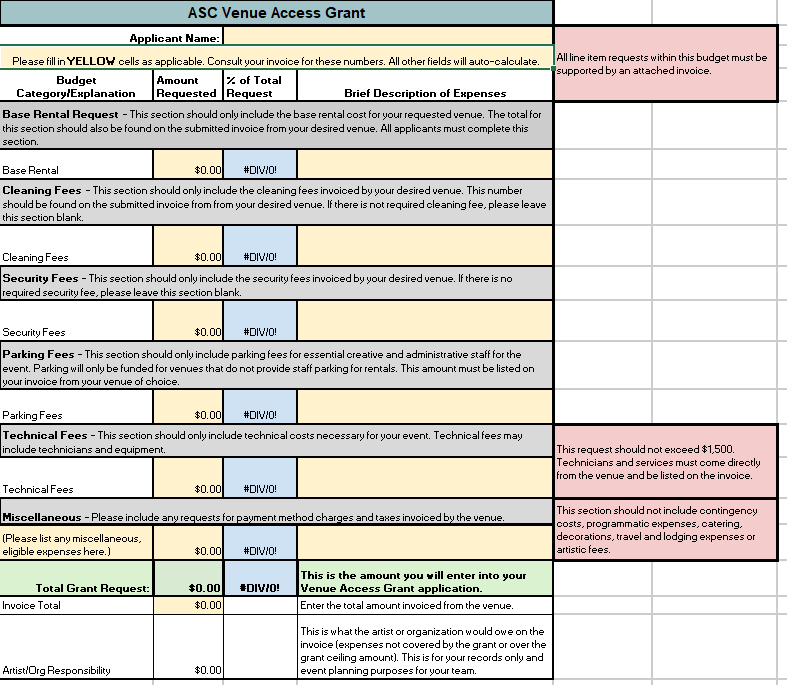 ASC Venue Access Grant
Applicant Name:
Please fill in YELLOW cells as applicable. Consult your invoice for these numbers. All other fields will auto-calculate.
All line item requests within this budget must be
supported by an attached invoice.
Budget
Category/Explanation
Amount
Requested
% of Total
Request
Brief Description of Expenses
Base Rental Request - This section should only include the base rental cost for your requested venue. The total for
this section should also be found on the submitted invoice from your desired venue. All applicants must complete this
section.
Base Rental $0.00 #DIV/0!
Cleaning Fees - This section should only include the cleaning fees invoiced by your desired venue. This number
should be found on the submitted invoice from from your desired venue. If there is not required cleaning fee, please leave
this section blank.
Cleaning Fees $0.00 #DIV/0!
Security Fees - This section should only include the security fees invoiced by your desired venue. If there is no
required security fee, please leave this section blank.
Security Fees $0.00 #DIV/0!
Parking Fees - This section should only include parking fees for essential creative and administrative staff for the
event. Parking will only be funded for venues that do not provide staff parking for rentals. This amount must be listed on
your invoice from your venue of choice.
Parking Fees $0.00 #DIV/0!
Technical Fees - This section should only include technical costs necessary for your event. Technical fees may
include technicians and equipment.
This request should not exceed $1,500.
Technicians and services must come directly
from the venue and be listed on the invoice.
Technical Fees $0.00 #DIV/0!
Miscellaneous - Please include any requests for payment method charges and taxes invoiced by the venue.
This section should not include contingency
costs, programmatic expenses, catering,
decorations, travel and lodging expenses or
artistic fees.
(Please list any miscellaneous,
eligible expenses here.) $0.00 #DIV/0!
Total Grant Request: $0.00 #DIV/0!
This is the amount you will enter into your
Venue Access Grant application.
Invoice Total $0.00 Enter the total amount invoiced from the venue.
Artist/Org Responsibility $0.00
This is what the artist or organization would owe on the
invoice (expenses not covered by the grant or over the
grant ceiling amount). This is for your records only and
event planning purposes for your team.